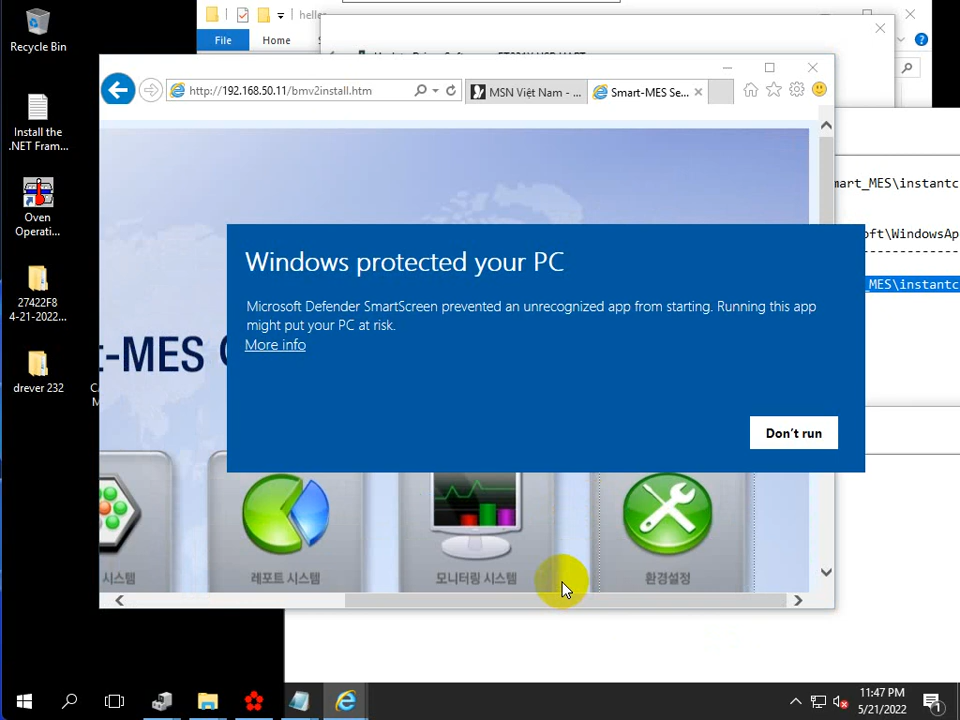 Recycle Bin
Install the
.NET Fram...
Oven
Operati...
27422F8
4-21-2022...
drever 232
File
Home
http://192.168.50.11/bmv2install.htm
MSN Việt Nam - ...
Smart-MES Se...
mart_MES\instantc
oft\WindowsAp
_MES\instantc
t-MES
Windows protected your PC
Microsoft Defender SmartScreen prevented an unrecognized app from starting. Running this app
might put your PC at risk.
More info
Don't run
시스템
레포트 시스템
모니터링 시스템
환경설정
11:47 PM
5/21/2022
1